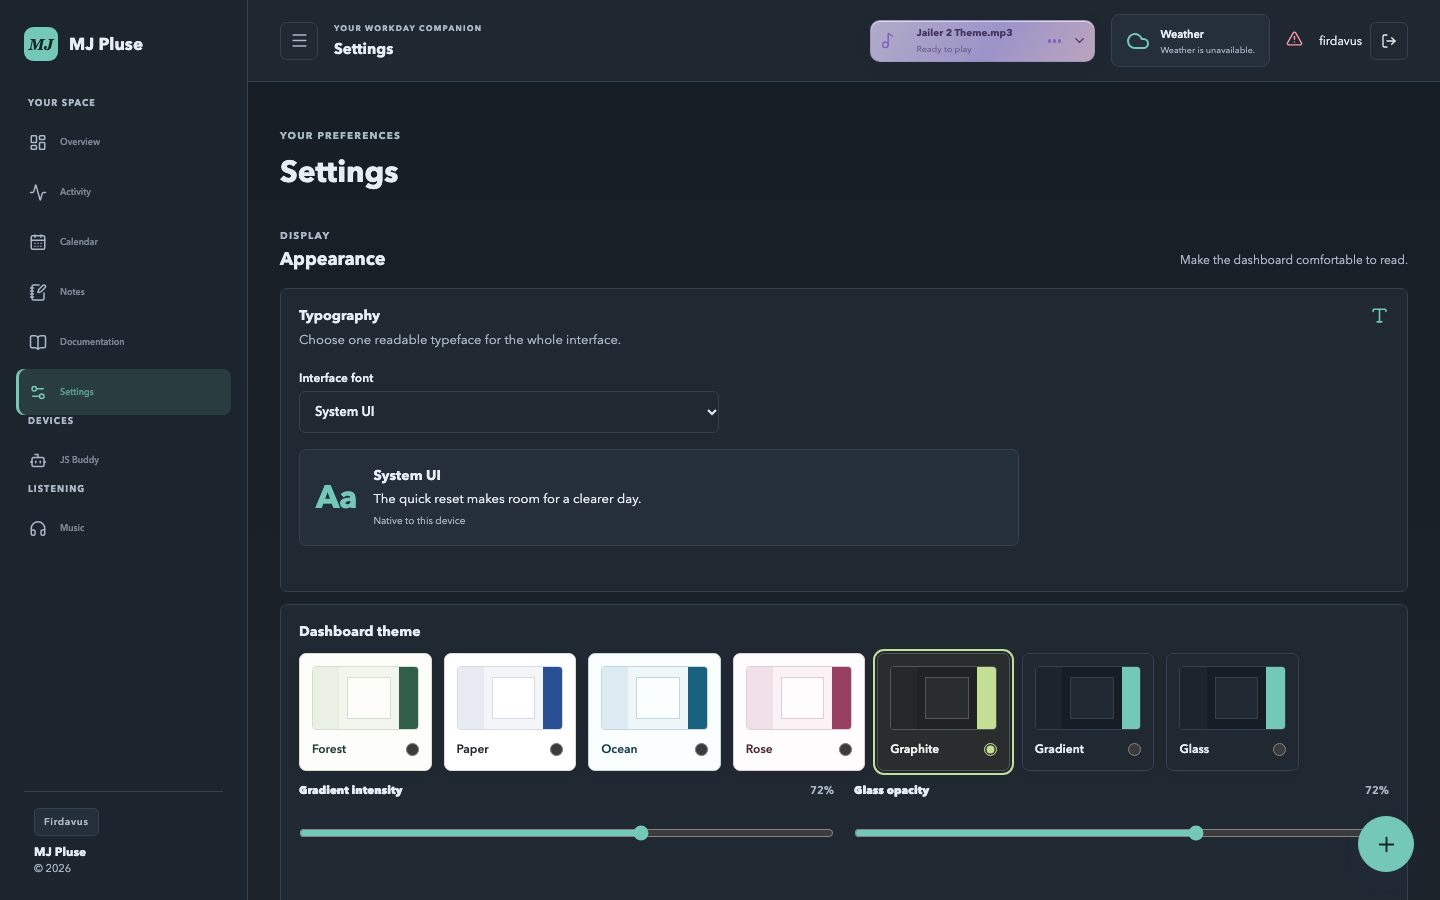 MJ MJ Pluse
YOUR SPACE
Overview
Activity
Calendar
Notes
Documentation
Settings
DEVICES
JS Buddy
LISTENING
Music
Firdavus
MJ Pluse
© 2026
YOUR WORKDAY COMPANION
Settings
Jailer 2 Theme.mp3
Ready to play
Weather
Weather is unavailable.
firdavus
YOUR PREFERENCES
Settings
DISPLAY
Appearance
Make the dashboard comfortable to read.
Typography
Choose one readable typeface for the whole interface.
Interface font
System UI
Aa
System UI
The quick reset makes room for a clearer day.
Native to this device
Dashboard theme
Forest
Paper
Ocean
Rose
Graphite
Gradient
Glass
Gradient intensity 72%
Glass opacity 72%